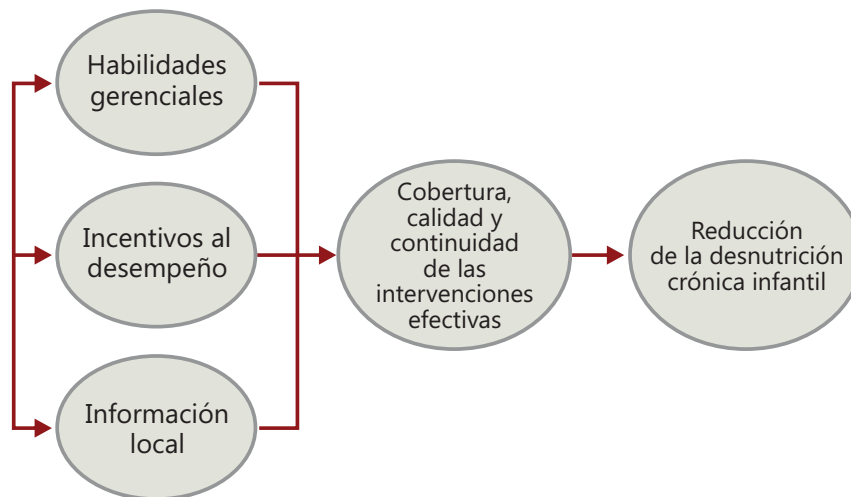 Habilidades
gerenciales
Incentivos al
desempeño
Información
local
Cobertura,
calidad y
continuidad
de las
intervenciones
efectivas
Reducción
de la desnutrición
crónica infantil